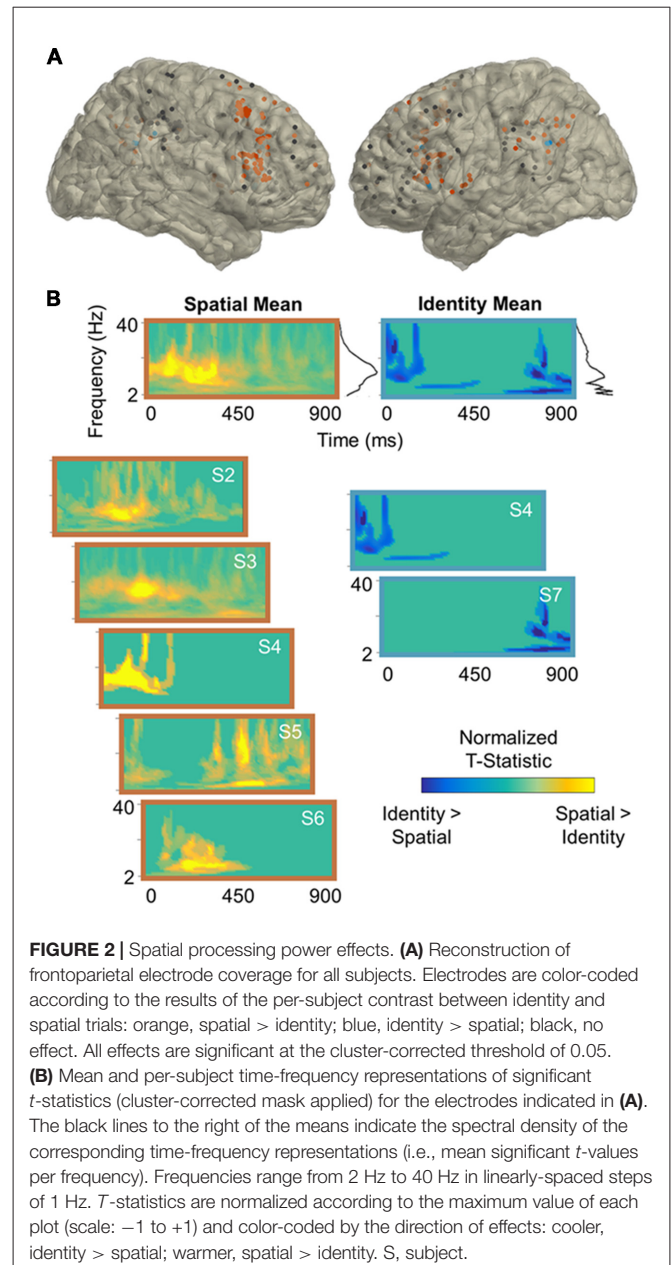 A
B
Spatial Mean
Identity Mean
Frequency (Hz)
40
2
0 450 900
0 450 900
Time (ms)
S2
S3
S4
S5
40
S6
2
0 450 900
S4
40
S7
2
0 450 900
Normalized
T-Statistic
Identity >
Spatial
Spatial >
Identity
FIGURE 2 | Spatial processing power effects. (A) Reconstruction of
frontoparietal electrode coverage for all subjects. Electrodes are color-coded
according to the results of the per-subject contrast between identity and
spatial trials: orange, spatial > identity; blue, identity > spatial; black, no
effect. All effects are significant at the cluster-corrected threshold of 0.05.
(B) Mean and per-subject time-frequency representations of significant
t-statistics (cluster-corrected mask applied) for the electrodes indicated in (A).
The black lines to the right of the means indicate the spectral density of the
corresponding time-frequency representations (i.e., mean significant t-values
per frequency). Frequencies range from 2 Hz to 40 Hz in linearly-spaced steps
of 1 Hz. T-statistics are normalized according to the maximum value of each
plot (scale: −1 to +1) and color-coded by the direction of effects: cooler,
identity > spatial; warmer, spatial > identity. S, subject.